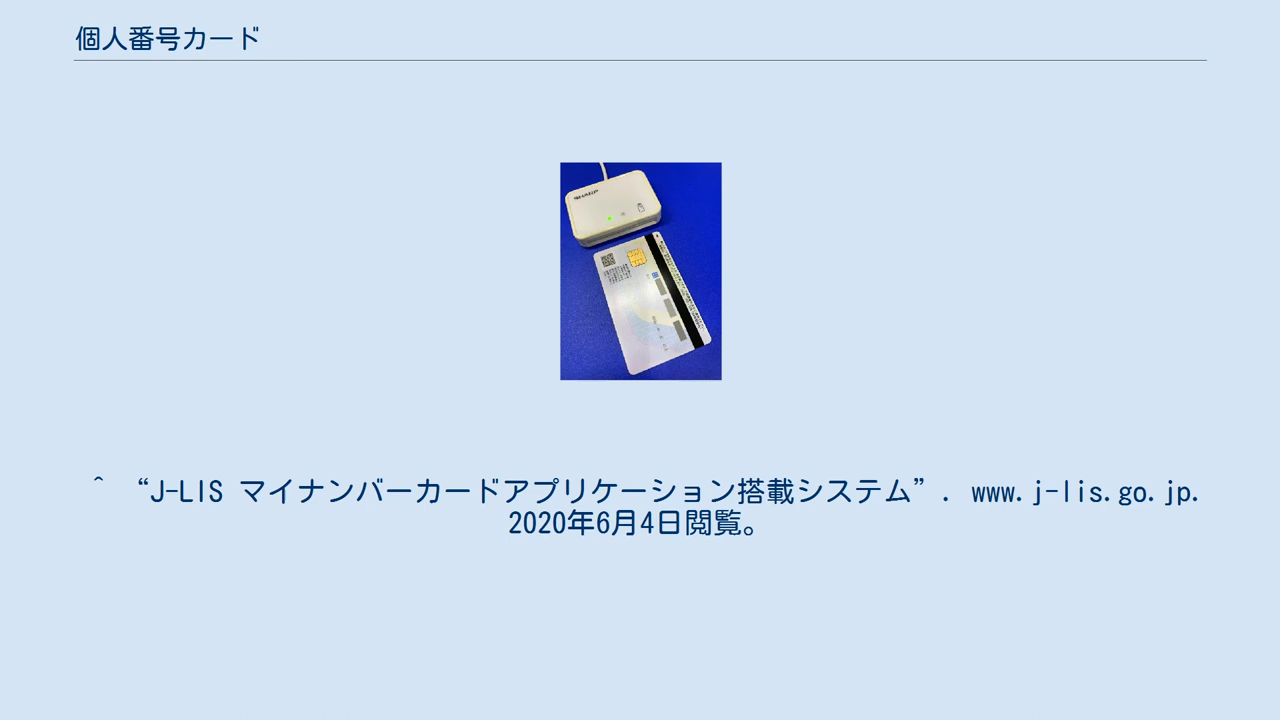 個人番号カード
SHARP
^ “J-LIS マイナンバーカードアプリケーション搭載システム”. www.j-lis.go.jp.
2020年6月4日閲覧。